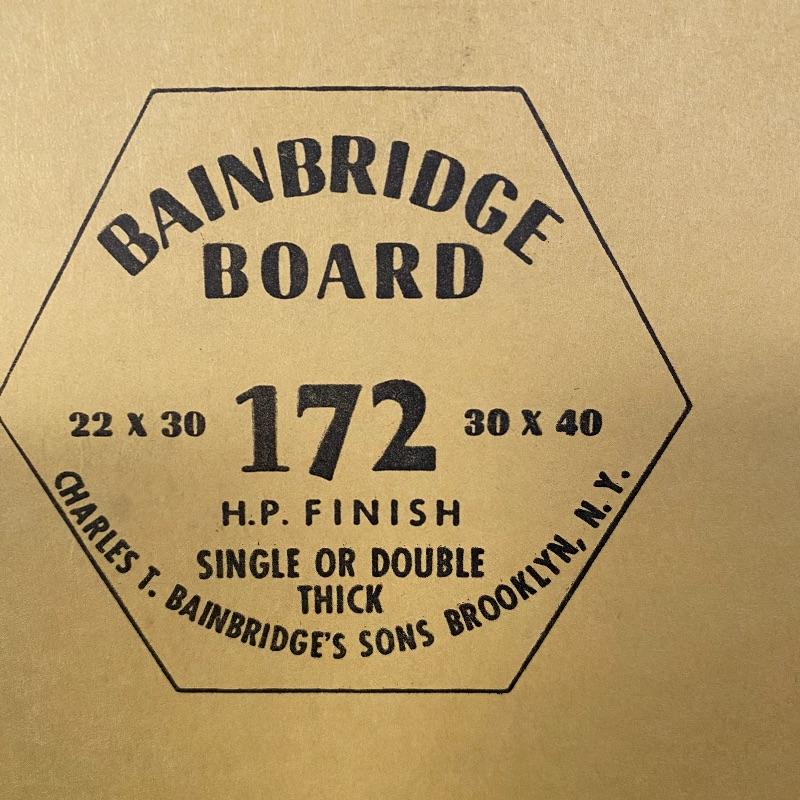 BAINBRIDGE
BOARD
22 X 30 172 30 X 40
H.P. FINISH
SINGLE OR DOUBLE
THICK
CHARLES T. BAINBRIDGE'S SONS BROOKLYN, N. Y.